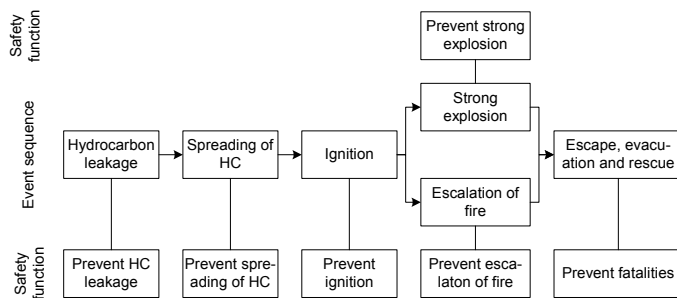 Safety
function
Prevent strong
explosion
Event sequence
Strong
explosion
Hydrocarbon
leakage
Spreading of
HC
Ignition
Escape, evacu-
ation and rescue
Escalation of
fire
Safety
function
Prevent HC
leakage
Prevent spre-
ading of HC
Prevent
ignition
Prevent esca-
laton of fire
Prevent fatalities